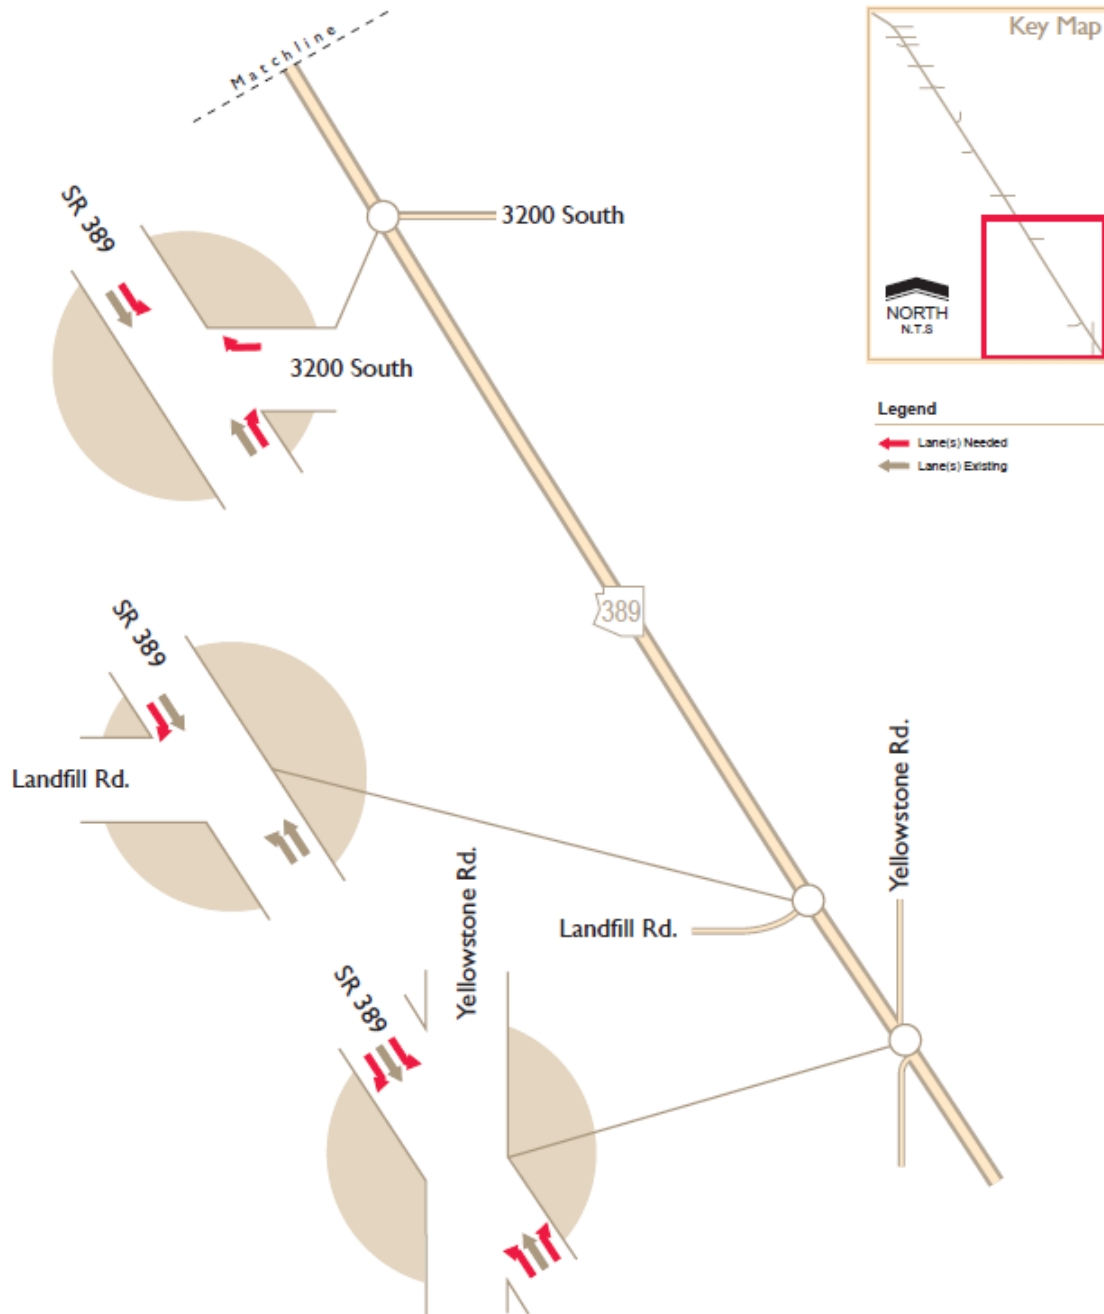 Matchline
Key Map
SR 389
3200 South
NORTH
N.T.S
3200 South
Legend
Lane(s) Needed
Lane(s) Existing
389
SR 389
Landfill Rd.
Yellowstone Rd.
Yellowstone Rd.
Landfill Rd.
SR 389